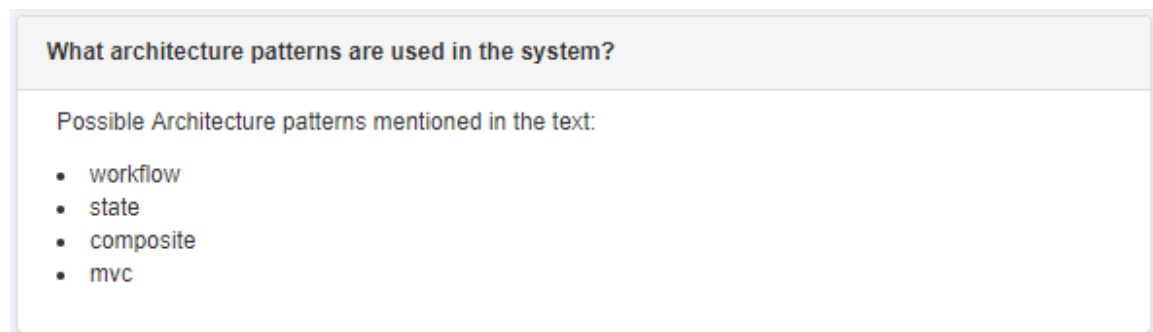 What architecture patterns are used in the system?
Possible Architecture patterns mentioned in the text:
• workflow
• state
• composite
• mvc